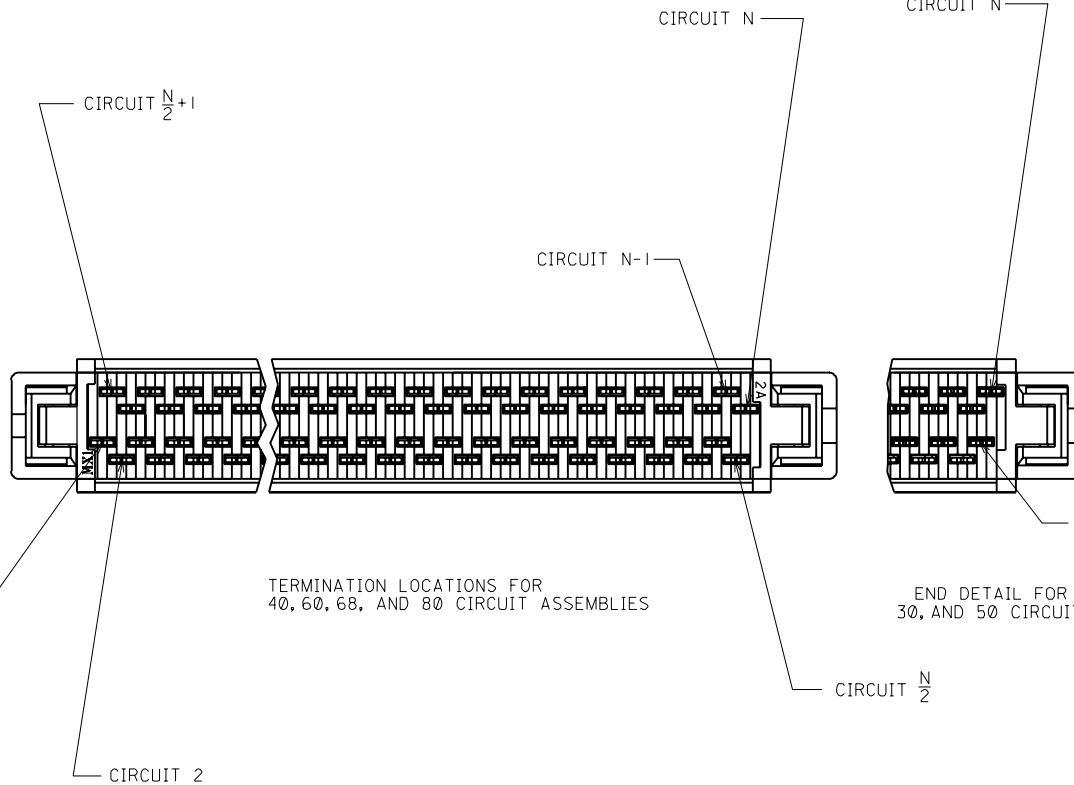 CIRCUIT N
CIRCUIT N
CIRCUIT N/2+1
CIRCUIT N-1
2A
MX1
TERMINATION LOCATIONS FOR
40,60,68, AND 80 CIRCUIT ASSEMBLIES
END DETAIL FOR
30,AND 50 CIRCUIT
CIRCUIT N/2
CIRCUIT 2